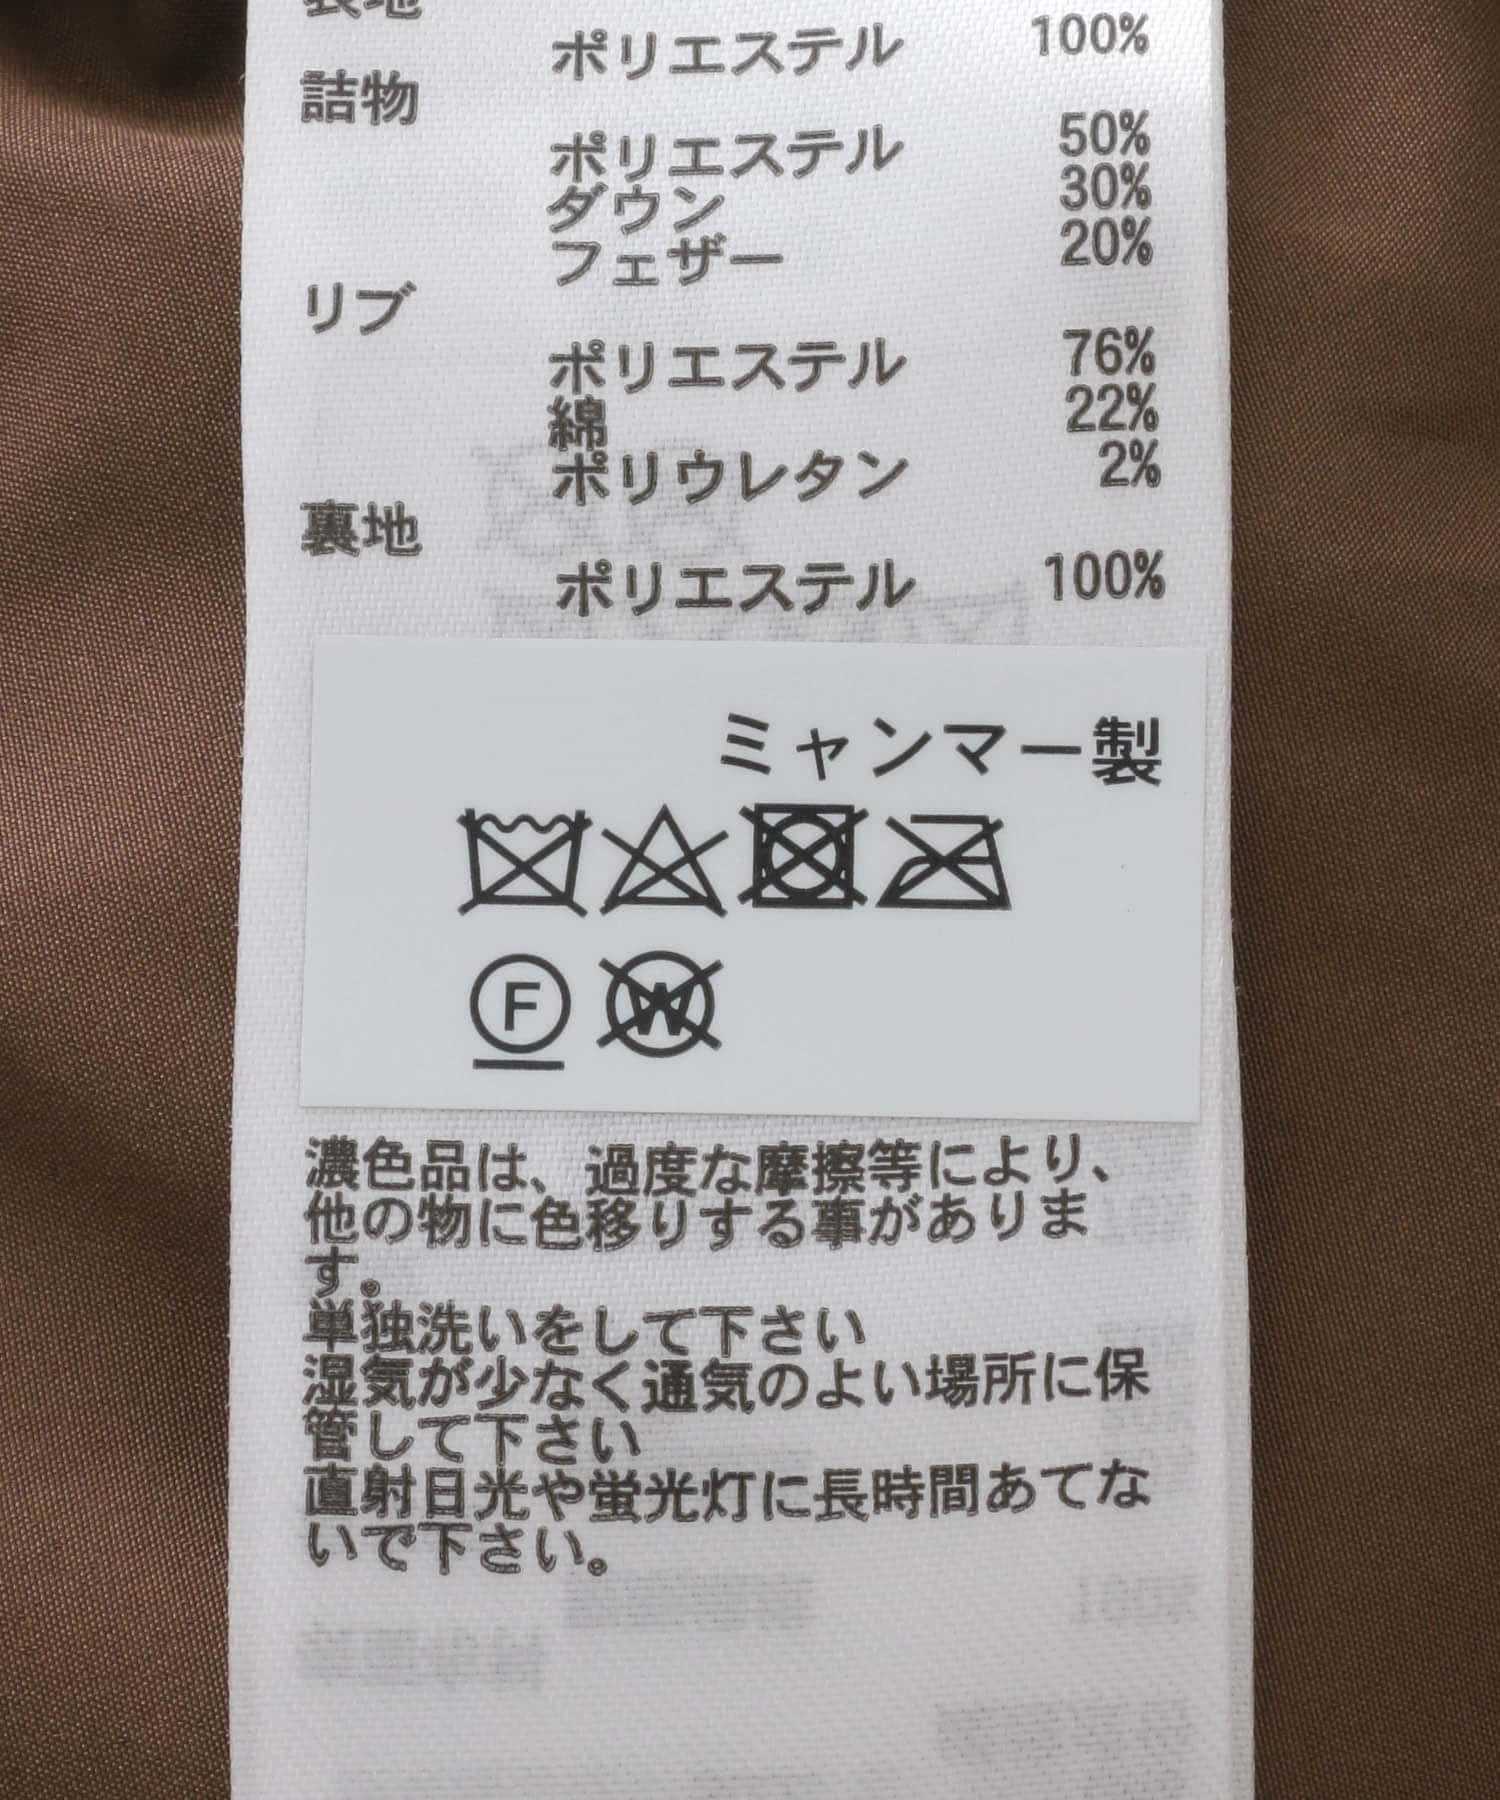 表地
ポリエステル 100%
詰物
ポリエステル 50%
ダウン 30%
フェザー 20%
リブ
ポリエステル 76%
綿 22%
ポリウレタン 2%
裏地
ポリエステル 100%
ミャンマー製
F W
濃色品は、過度な摩擦等により、
他の物に色移りする事がありま
す。
単独洗いをして下さい
湿気が少なく通気のよい場所に保
管して下さい
直射日光や蛍光灯に長時間あてな
いで下さい。